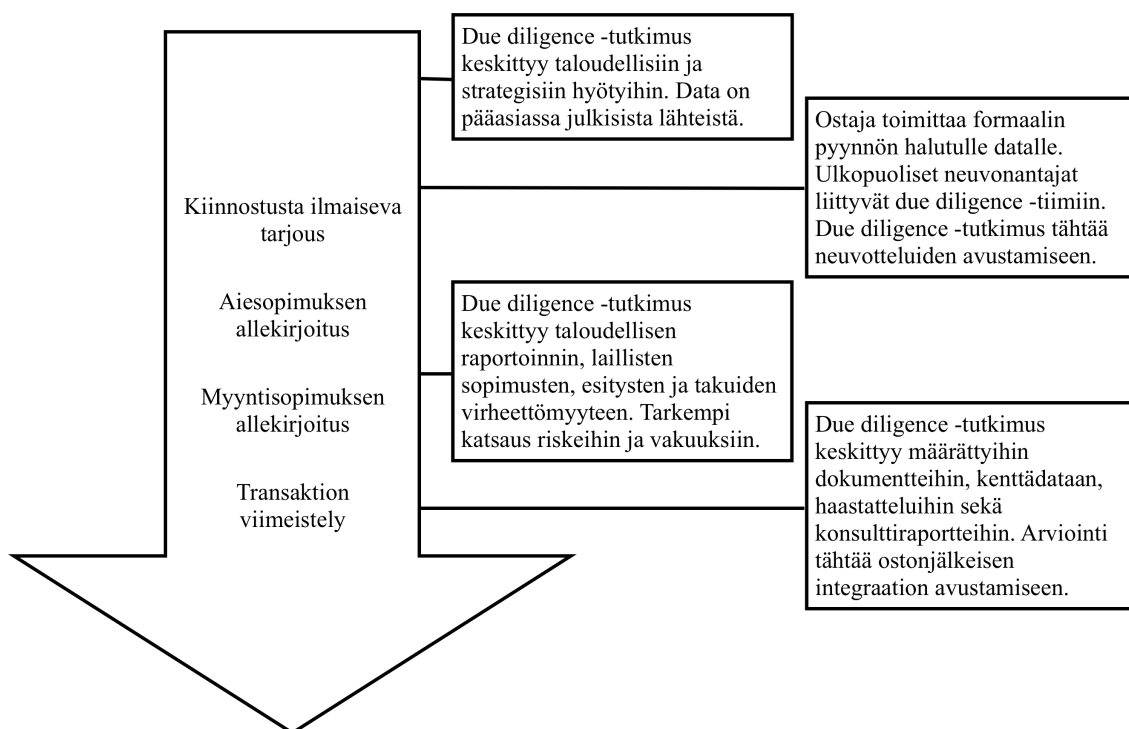 Due diligence -tutkimus
keskittyy taloudellisiin ja
strategisiin hyötyihin. Data on
pääasiassa julkisista lähteistä.
Ostaja toimittaa formaalin
pyynnön halutulle datalle.
Ulkopuoliset neuvonantajat
liittyvät due diligence -tiimiin.
Due diligence -tutkimus tähtää
neuvotteluiden avustamiseen.
Kiinnostusta ilmaiseva
tarjous
Aiesopimuksen
allekirjoitus
Myyntisopimuksen
allekirjoitus
Transaktion
viimeistely
Due diligence -tutkimus
keskittyy taloudellisen
raportoinnin, laillisten
sopimusten, esitysten ja takuiden
virheettömyyteen. Tarkempi
katsaus riskeihin ja vakuuksiin.
Due diligence -tutkimus
keskittyy määrättyihin
dokumentteihin, kenttädataan,
haastatteluihin sekä
konsulttiraportteihin. Arviointi
tähtää ostonjälkeisen
integraation avustamiseen.